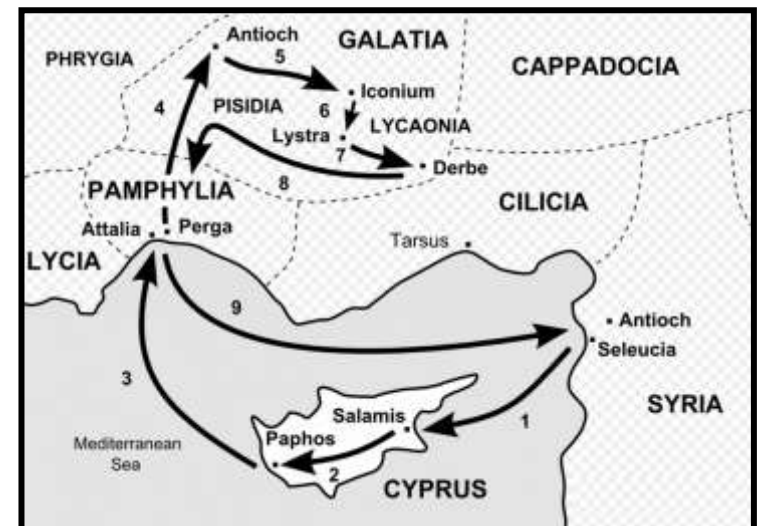 Antioch
GALATIA
PHRYGIA
5
CAPPADOCIA
4
PISIDIA
6
Iconium
Lystra
LYCAONIA
7
Derbe
8
PAMPHYLIA
CILICIA
Attalia
Perga
Tarsus
LYCIA
9
Antioch
Seleucia
3
SYRIA
Salamis
1
Paphos
Mediterranean
Sea
2
CYPRUS